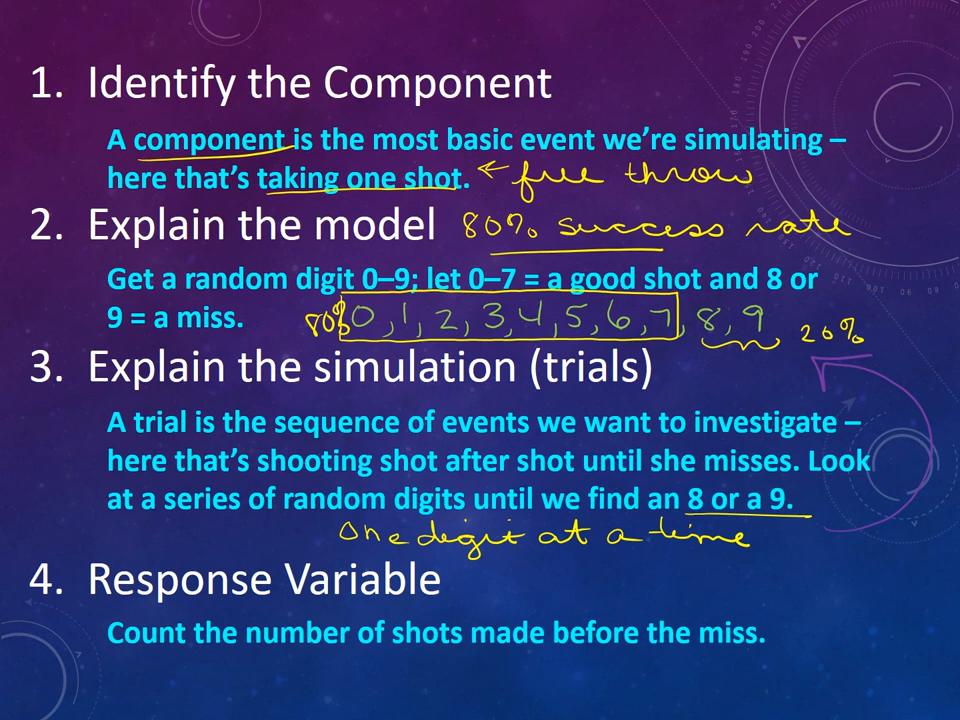 1. Identify the Component
A component is the most basic event we're simulating –
here that's taking one shot. ← free throw
2. Explain the model 80% success rate
Get a random digit 0–9; let 0–7 = a good shot and 8 or
9 = a miss. 80% 0, 1, 2, 3, 4, 5, 6, 7, 8, 9 20%
3. Explain the simulation (trials)
A trial is the sequence of events we want to investigate –
here that's shooting shot after shot until she misses. Look
at a series of random digits until we find an 8 or a 9.
one digit at a time
4. Response Variable
Count the number of shots made before the miss.